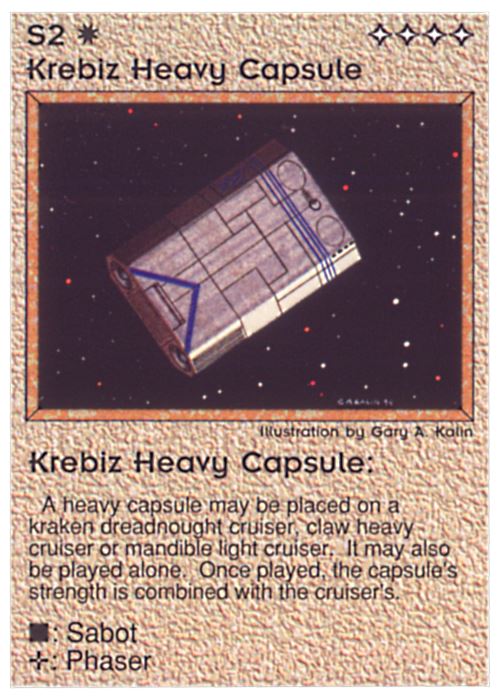 S2
Krebiz Heavy Capsule
Illustration by Gary A. Kalin
Krebiz Heavy Capsule:
A heavy capsule may be placed on a
kraken dreadnought cruiser, claw heavy
cruiser or mandible light cruiser. It may also
be played alone. Once played, the capsule's
strength is combined with the cruiser's.
■: Sabot
✢: Phaser